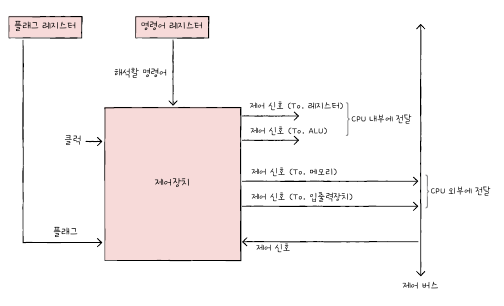 플래그 레지스터
명령어 레지스터
해석할 명령어
제어 신호 (To. 레지스터)
제어 신호 (To. ALU)
CPU 내부에 전달
클럭
제어장치
제어 신호 (To. 메모리)
제어 신호 (To. 입출력장치)
CPU 외부에 전달
플래그
제어 신호
제어 버스